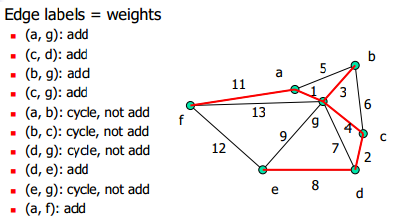 Edge labels = weights
▪ (a, g): add
▪ (c, d): add
▪ (b, g): add
▪ (c, g): add
▪ (a, b): cycle, not add
▪ (b, c): cycle, not add
▪ (d, g): cycle, not add
▪ (d, e): add
▪ (e, g): cycle, not add
▪ (a, f): add
b
5
a
11
1
3
6
f
13
g
4
c
12
9
7
2
e
8
d